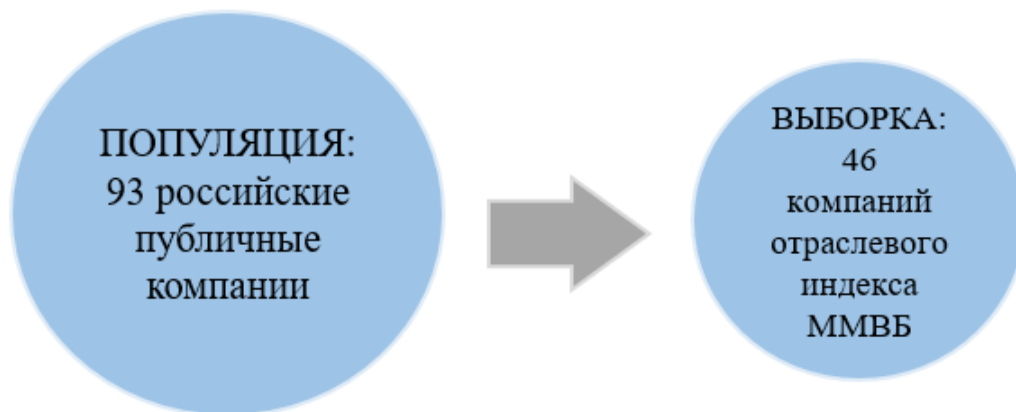 ПОПУЛЯЦИЯ:
93 российские
публичные
компании
ВЫБОРКА:
46
компаний
отраслевого
индекса
ММВБ